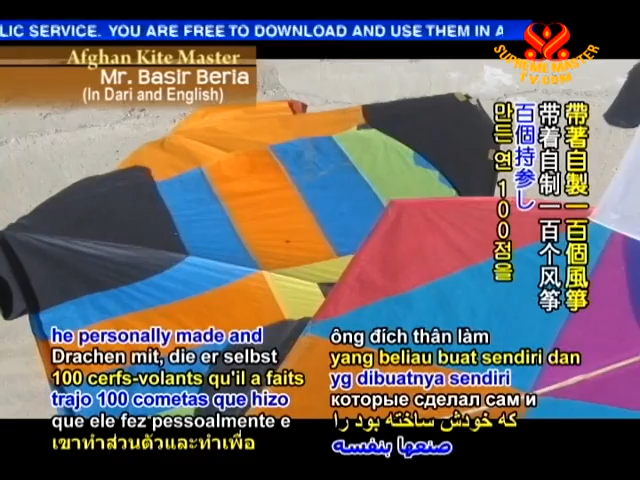 LIC SERVICE. YOU ARE FREE TO DOWNLOAD AND USE THEM IN A
SUPREME MASTER
TV.COM
Afghan Kite Master
Mr. Basir Beria
(In Dari and English)
帶著自製一百個風箏
带着自制一百个风筝
百個持参し
만든 연 100점을
he personally made and
Drachen mit, die er selbst
100 cerfs-volants qu'il a faits
trajo 100 cometas que hizo
que ele fez pessoalmente e
เขาทำส่วนตัวและทำเพื่อ
ông đích thân làm
yang beliau buat sendiri dan
yg dibuatnya sendiri
которые сделал сам и
که خودش ساخته بود را
صنعها بنفسه